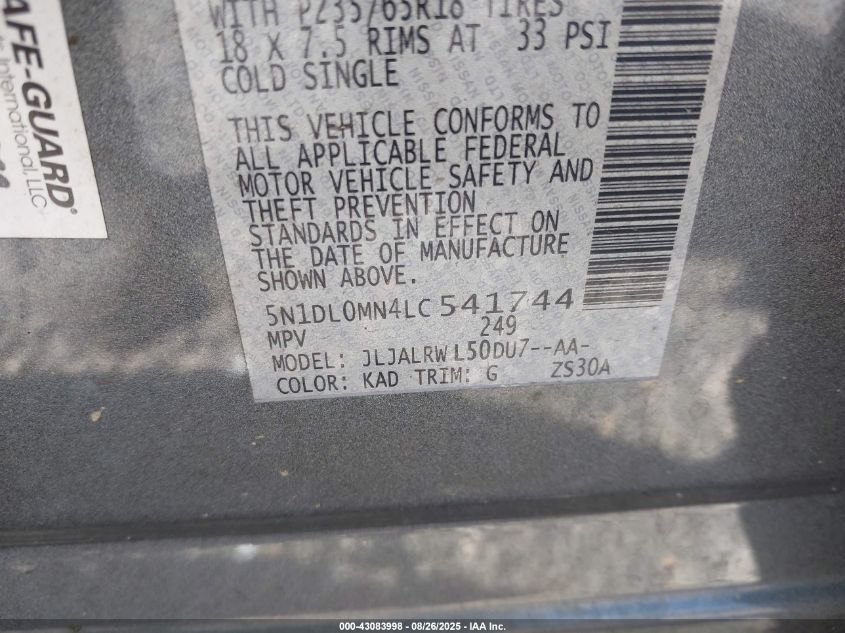 AFE-GUARD®
International, LLC
WITH P235/65R18 TIRES
18 X 7.5 RIMS AT 33 PSI
COLD SINGLE
THIS VEHICLE CONFORMS TO
ALL APPLICABLE FEDERAL
MOTOR VEHICLE SAFETY AND
THEFT PREVENTION
STANDARDS IN EFFECT ON
THE DATE OF MANUFACTURE
SHOWN ABOVE.
5N1DL0MN4LC541744
MPV 249
MODEL: JLJALRWL50DU7--AA-
COLOR: KAD TRIM: G ZS30A
000-43083998 - 08/26/2025 - IAA Inc.